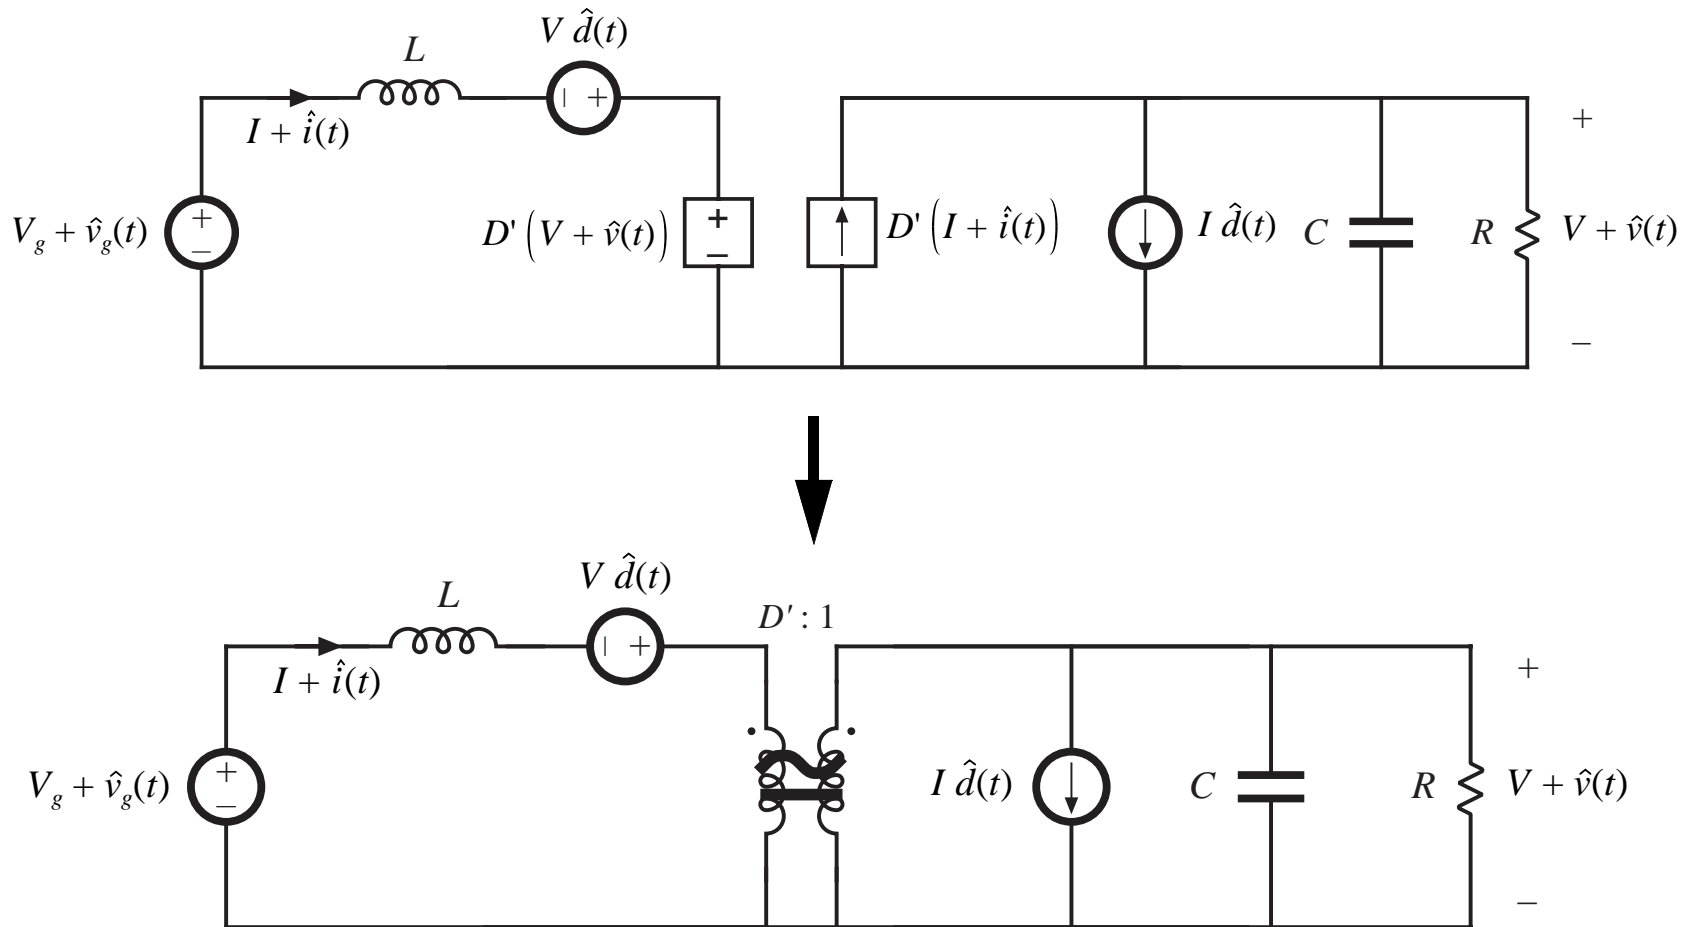 V d̂(t)
L
I + î(t)
V_g + v̂_g(t)
D' (V + v̂(t))
D' (I + î(t))
I d̂(t)
C
R
V + v̂(t)
+
–
V d̂(t)
L
D' : 1
I + î(t)
V_g + v̂_g(t)
I d̂(t)
C
R
V + v̂(t)
+
–